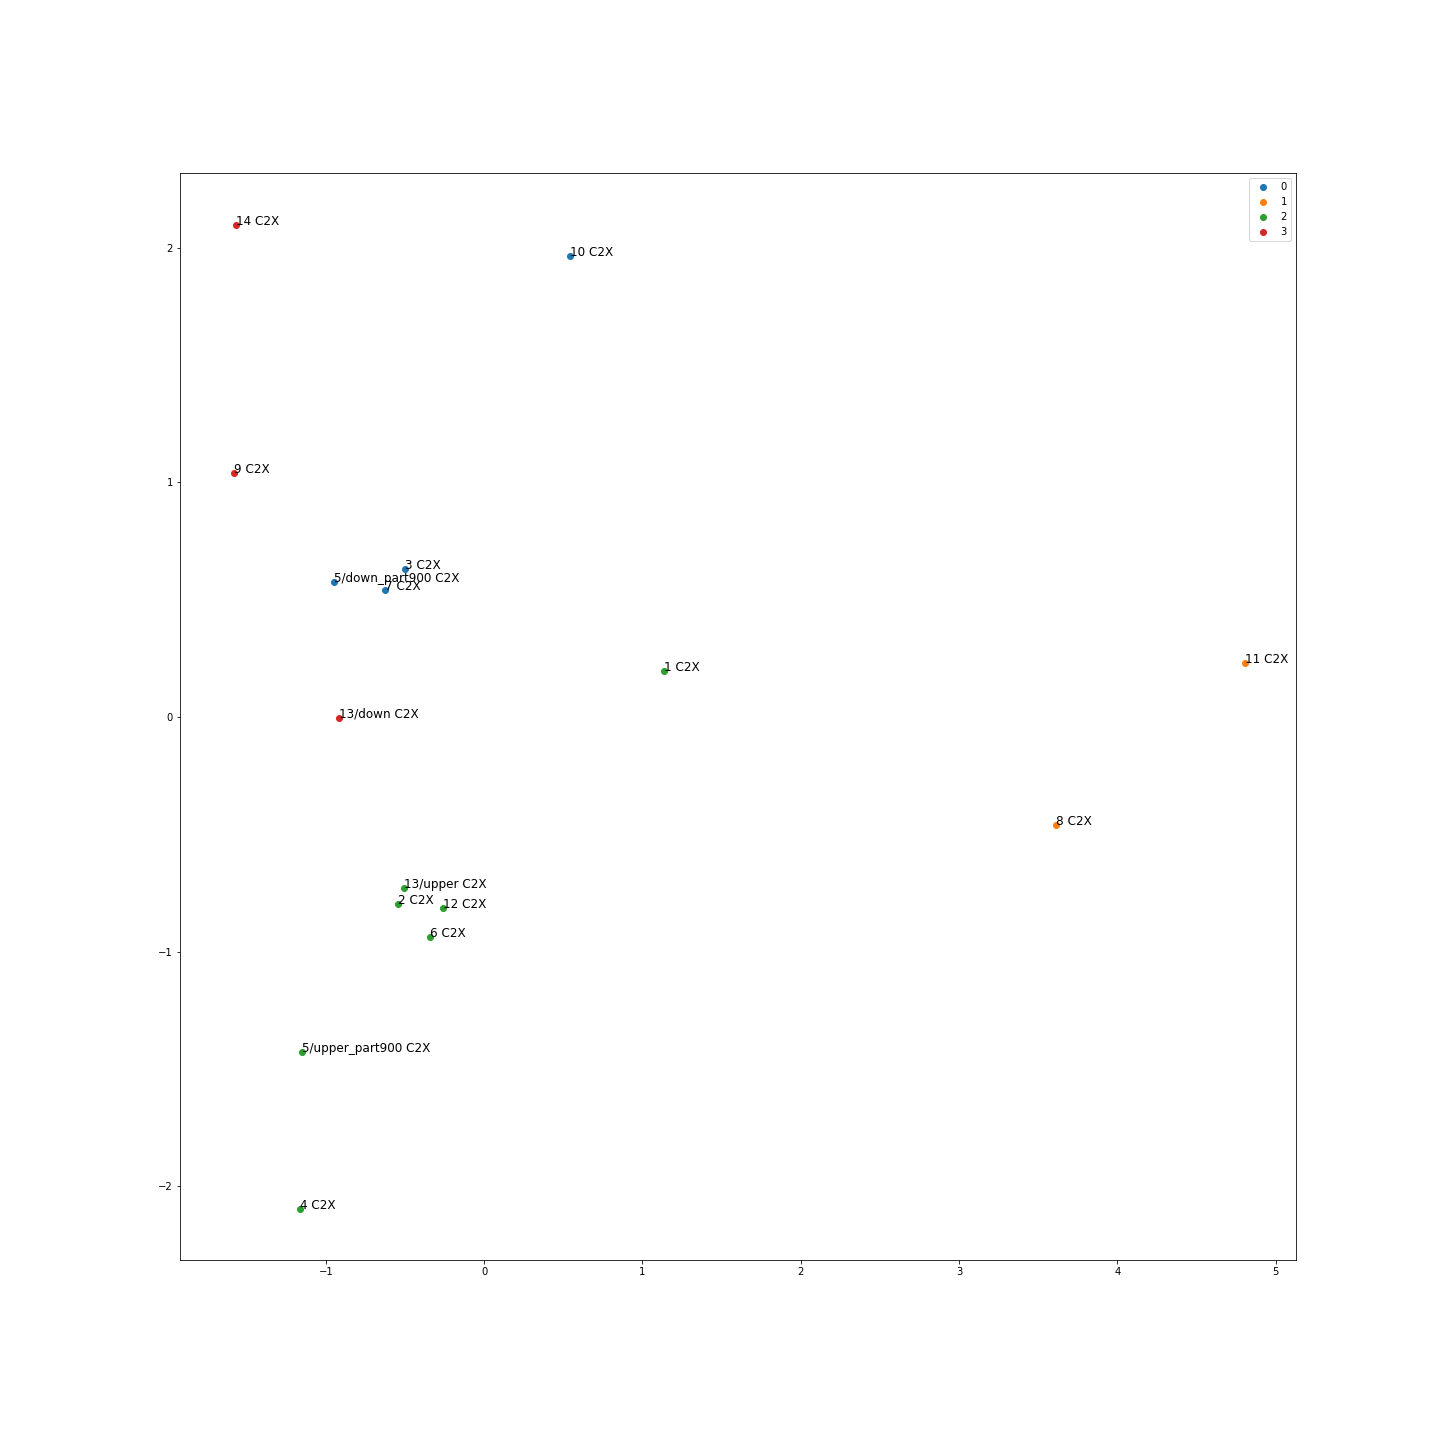 0
1
2
3
14 C2X
10 C2X
9 C2X
3 C2X
5/down_part900 C2X
7 C2X
1 C2X
11 C2X
13/down C2X
8 C2X
13/upper C2X
2 C2X
12 C2X
6 C2X
5/upper_part900 C2X
4 C2X
2
1
0
−1
−2
−1
0
1
2
3
4
5